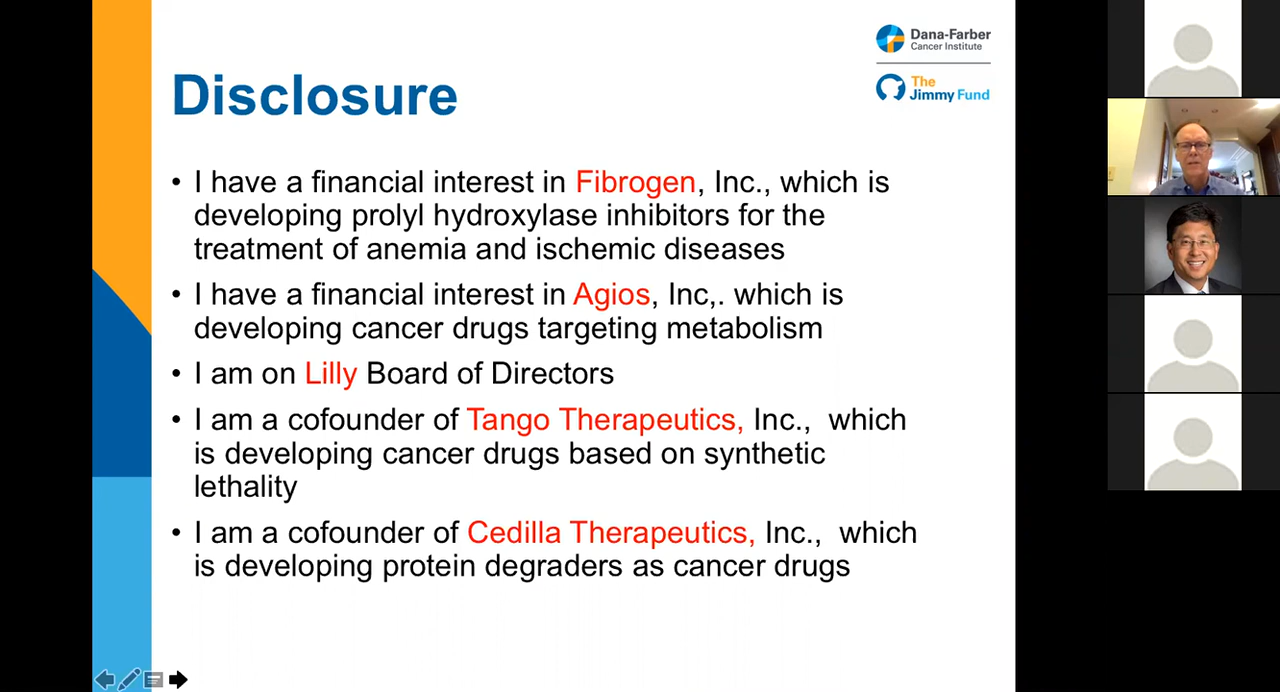 Dana-Farber
Cancer Institute
The
Jimmy Fund
Disclosure
• I have a financial interest in Fibrogen, Inc., which is
developing prolyl hydroxylase inhibitors for the
treatment of anemia and ischemic diseases
• I have a financial interest in Agios, Inc,. which is
developing cancer drugs targeting metabolism
• I am on Lilly Board of Directors
• I am a cofounder of Tango Therapeutics, Inc., which
is developing cancer drugs based on synthetic
lethality
• I am a cofounder of Cedilla Therapeutics, Inc., which
is developing protein degraders as cancer drugs